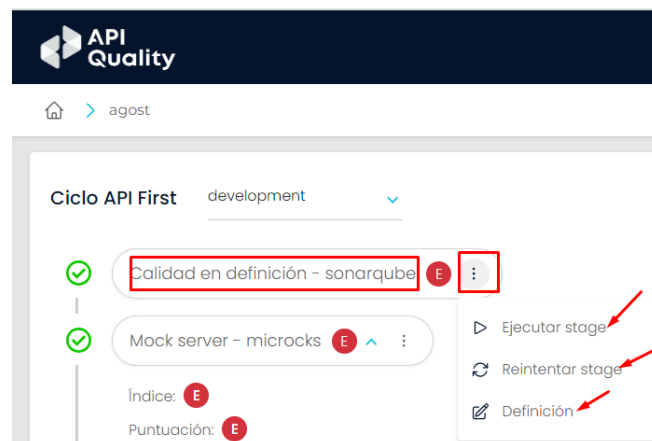 API
Quality
agost
Ciclo API First development
Calidad en definición - sonarqube E
Mock server - microcks E
Índice: E
Puntuación: E
Ejecutar stage
Reintentar stage
Definición